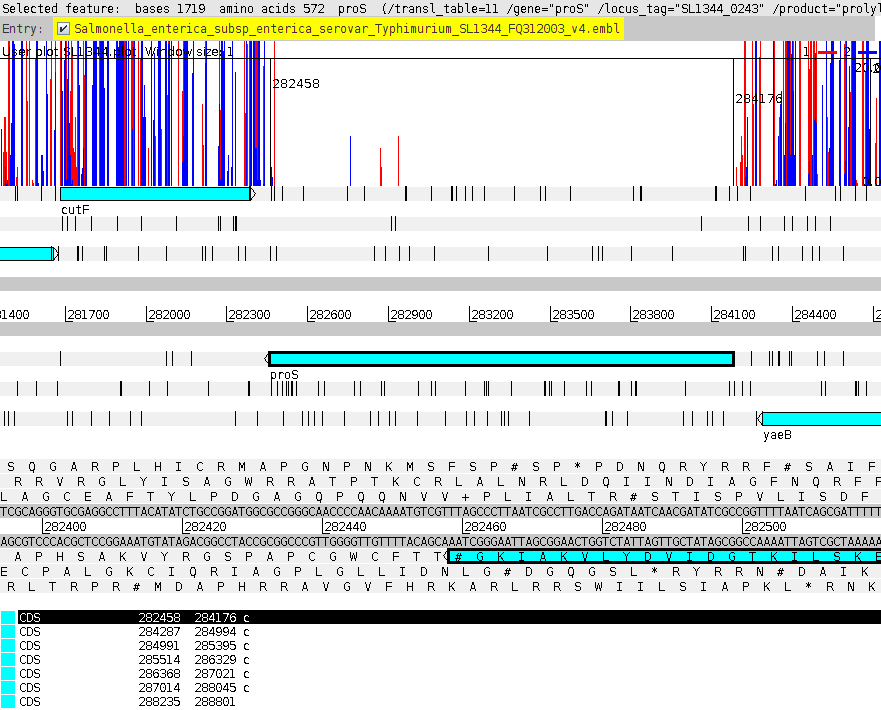 Selected feature:  bases 1719  amino acids 572  proS  (/transl_table=11 /gene="proS" /locus_tag="SL1344_0243" /product="prolyl
Entry: Salmonella_enterica_subsp_enterica_serovar_Typhimurium_SL1344_FQ312003_v4.embl
User plot SL1344.plot Window size: 1 1 2
282458
284176
cutF
281700 282000 282300 282600 282900 283200 283500 283800 284100 284400
proS
yaeB
S Q G A R P L H I C R M A P G N P N K M S F S P # S P * P D N Q R Y R R F # S A I F
R R V R G L Y I S A W R R A T P T K C R L A L N R L D Q I I N D I A G F N Q R F F
L A G C E A F T Y L P D G A G Q P Q Q N V V + P L I A L T R # S T I S P V L I S D F
TCGCAGGGTGCGAGGCCTTTACATATCTGCCGGATGGCGCCGGGCAACCCCAACAAAATGTCGTTTAGCCCTTAATCGCCTTGACCAGATAATCAACGATATCGCCGGTTTTAATCAGCGATTTTT
282400 282420 282440 282460 282480 282500
AGCGTCCCACGCTCCGGAAATGTATAGACGGCCTACCGCGGCCCGTTGGGGTTGTTTTACAGCAAATCGGGAATTAGCGGAACTGGTCTATTAGTTGCTATAGCGGCCAAAATTAGTCGCTAAAAA
A P H S A K V Y R G S P A P C G W C F T T # G K I A K V L Y D V I D G T K I L S K
E C P A L G K C I Q R I A G P L G L L I D N L G # D G Q G S L * R Y R R N # D A I K
R L T R P R # M D A P H R R A V G V F H R K A R L R R S W I I L S I A P K L * R N K
CDS 282458 284176 c
CDS 284287 284994 c
CDS 284991 285395 c
CDS 285514 286329 c
CDS 286368 287021 c
CDS 287014 288045 c
CDS 288235 288801